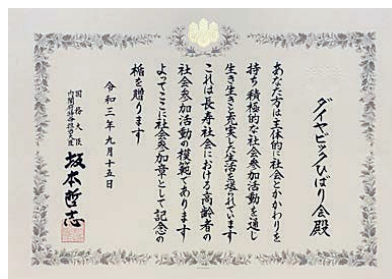 ダイヤビックひばり会殿
あなた方は主体的に社会とかかわりを
持ち積極的な社会参加活動を通じ
生き生きと充実した生活を送られています
これは長寿社会における高齢者の
社会参加活動の模範であります
よってここに社会参加章として記念の
楯を贈ります
令和三年九月十五日
国務大臣
内閣府特命担当大臣
坂本哲志